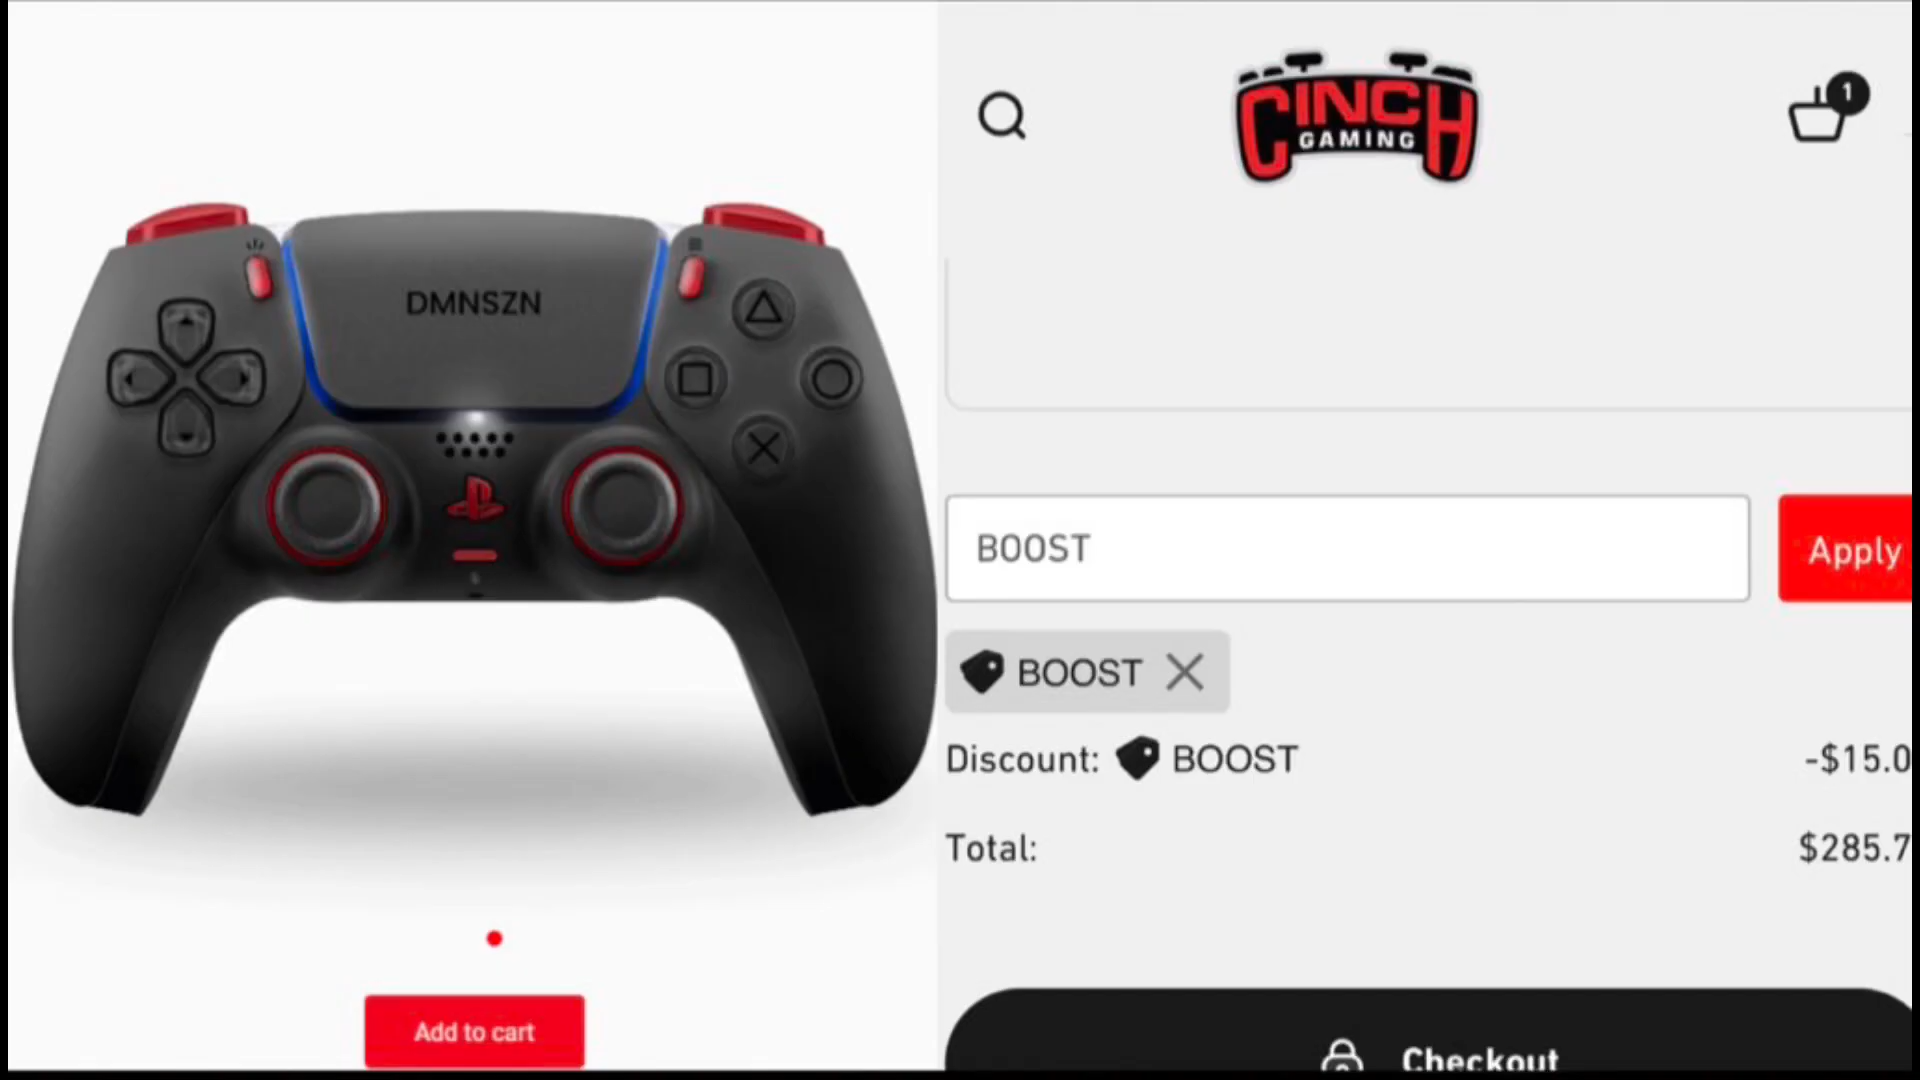 DMNSZN
Add to cart
CINCH
GAMING
1
BOOST
Apply
BOOST
Discount: BOOST -$15.0
Total: $285.7
Checkout